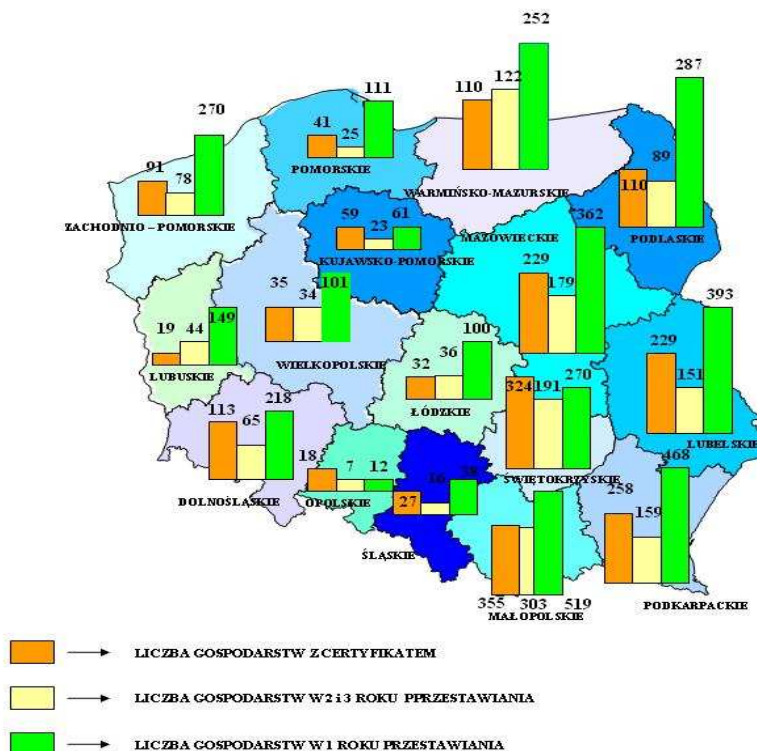 252
287
270
111
110
122
41
25
91
78
89
110
POMORSKIE
WARMIŃSKO-MAZURSKIE
ZACHODNIO – POMORSKIE
59
23
61
362
MAZOWIECKIE
PODLASKIE
KUJAWSKO-POMORSKIE
229
179
35
34
101
393
19
44
149
100
229
WIELKOPOLSKIE
32
36
LUBUSKIE
324
191
270
151
113
65
218
ŁÓDZKIE
LUBELSKIE
18
7
12
16
38
ŚWIĘTOKRZYSKIE
468
DOLNOŚLĄSKIE
OPOLSKIE
27
258
159
ŚLĄSKIE
355
303
519
PODKARPACKIE
MAŁOPOLSKIE
LICZBA GOSPODARSTW Z CERTYFIKATEM
LICZBA GOSPODARSTW W 2 i 3 ROKU PPRZESTAWIANIA
LICZBA GOSPODARSTW W 1 ROKU PRZESTAWIANIA